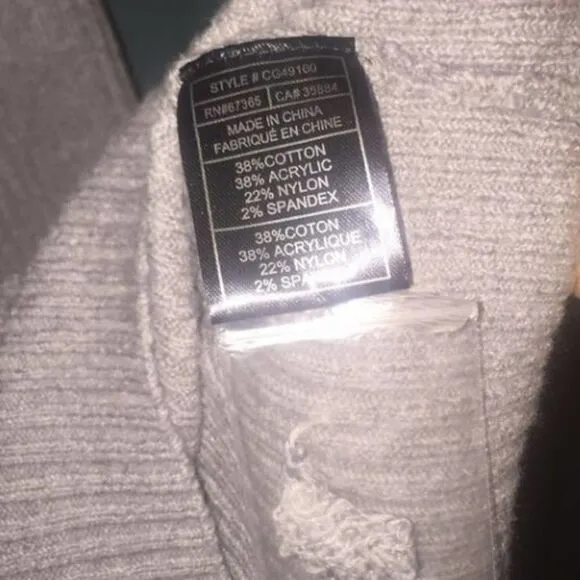 STYLE # CG49160
RN#67365 CA# 35884
MADE IN CHINA
FABRIQUÉ EN CHINE
38%COTTON
38% ACRYLIC
22% NYLON
2% SPANDEX
38%COTON
38% ACRYLIQUE
22% NYLON
2%